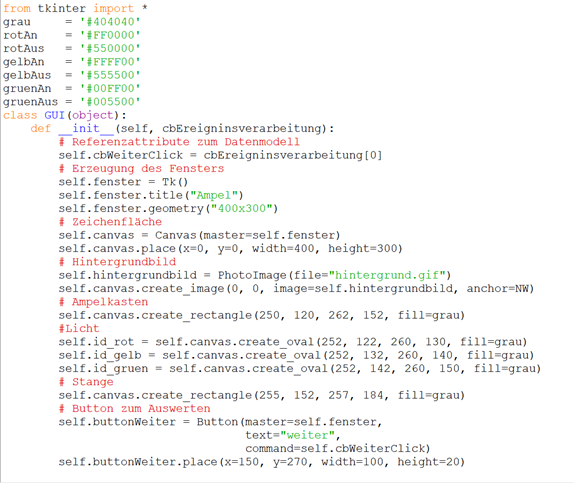 from tkinter import *
grau     = '#404040'
rotAn    = '#FF0000'
rotAus   = '#550000'
gelbAn   = '#FFFF00'
gelbAus  = '#555500'
gruenAn  = '#00FF00'
gruenAus = '#005500'
class GUI(object):
    def __init__(self, cbEreigninsverarbeitung):
        # Referenzattribute zum Datenmodell
        self.cbWeiterClick = cbEreigninsverarbeitung[0]
        # Erzeugung des Fensters
        self.fenster = Tk()
        self.fenster.title("Ampel")
        self.fenster.geometry("400x300")
        # Zeichenfläche
        self.canvas = Canvas(master=self.fenster)
        self.canvas.place(x=0, y=0, width=400, height=300)
        # Hintergrundbild
        self.hintergrundbild = PhotoImage(file="hintergrund.gif")
        self.canvas.create_image(0, 0, image=self.hintergrundbild, anchor=NW)
        # Ampelkasten
        self.canvas.create_rectangle(250, 120, 262, 152, fill=grau)
        #Licht
        self.id_rot = self.canvas.create_oval(252, 122, 260, 130, fill=grau)
        self.id_gelb = self.canvas.create_oval(252, 132, 260, 140, fill=grau)
        self.id_gruen = self.canvas.create_oval(252, 142, 260, 150, fill=grau)
        # Stange
        self.canvas.create_rectangle(255, 152, 257, 184, fill=grau)
        # Button zum Auswerten
        self.buttonWeiter = Button(master=self.fenster,
                                   text="weiter",
                                   command=self.cbWeiterClick)
        self.buttonWeiter.place(x=150, y=270, width=100, height=20)